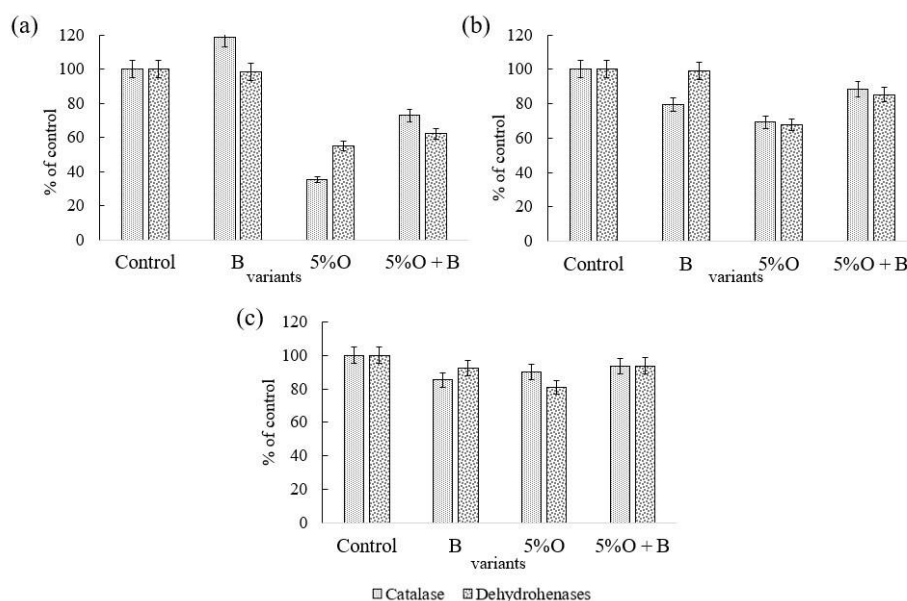 (a)
120
100
80
60
40
20
0
% of control
Control B 5%O 5%O + B
variants
(b)
120
100
80
60
40
20
0
% of control
Control B 5%O 5%O + B
variants
(c)
120
100
80
60
40
20
0
% of control
Control B 5%O 5%O + B
variants
Catalase Dehydrohenases